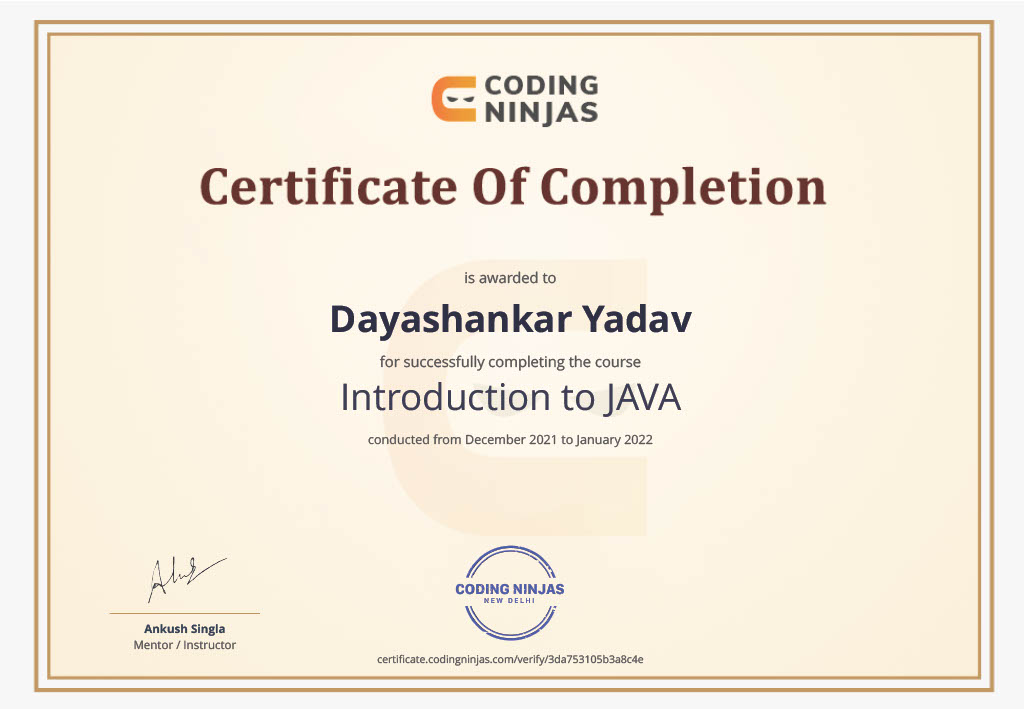 CODING
NINJAS
Certificate Of Completion
is awarded to
Dayashankar Yadav
for successfully completing the course
Introduction to JAVA
conducted from December 2021 to January 2022
Ankush Singla
Mentor / Instructor
CODING NINJAS
NEW DELHI
certificate.codingninjas.com/verify/3da753105b3a8c4e